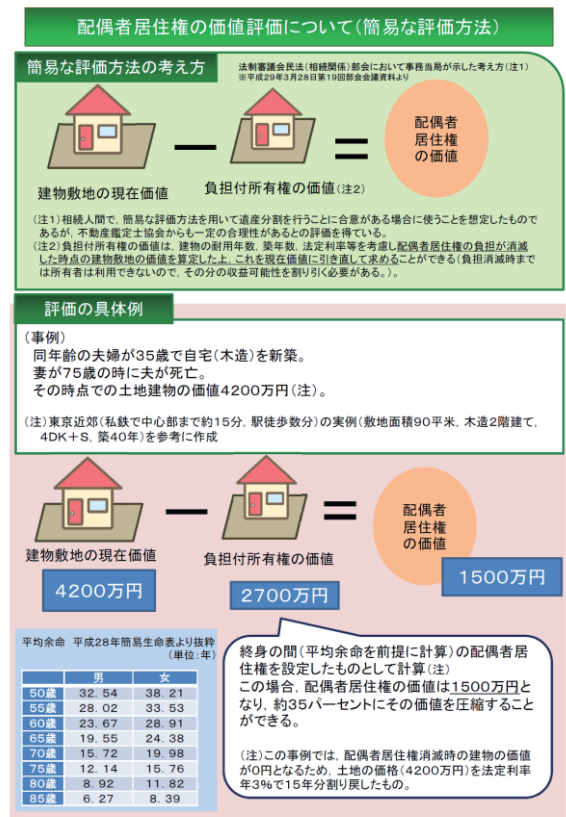 配偶者居住権の価値評価について(簡易な評価方法)
簡易な評価方法の考え方
法制審議会民法(相続関係)部会において事務当局が示した考え方(注1)
※平成29年3月28日第19回部会会議資料より
建物敷地の現在価値
－
負担付所有権の価値(注2)
＝
配偶者
居住権
の価値
(注1)相続人間で,簡易な評価方法を用いて遺産分割を行うことに合意がある場合に使うことを想定したもので
あるが,不動産鑑定士協会からも一定の合理性があるとの評価を得ている。
(注2)負担付所有権の価値は,建物の耐用年数,築年数,法定利率等を考慮し配偶者居住権の負担が消滅
した時点の建物敷地の価値を算定した上,これを現在価値に引き直して求めることができる(負担消滅時まで
は所有者は利用できないので,その分の収益可能性を割り引く必要がある。)。
評価の具体例
(事例)
同年齢の夫婦が35歳で自宅(木造)を新築。
妻が75歳の時に夫が死亡。
その時点での土地建物の価値4200万円(注)。
(注)東京近郊(私鉄で中心部まで約15分,駅徒歩数分)の実例(敷地面積90平米,木造2階建て,
4DK+S,築40年)を参考に作成
建物敷地の現在価値
4200万円
－
負担付所有権の価値
2700万円
＝
配偶者
居住権
の価値
1500万円
平均余命 平成28年簡易生命表より抜粋
(単位:年)
男 女
50歳 32.54 38.21
55歳 28.02 33.53
60歳 23.67 28.91
65歳 19.55 24.38
70歳 15.72 19.98
75歳 12.14 15.76
80歳 8.92 11.82
85歳 6.27 8.39
終身の間(平均余命を前提に計算)の配偶者居
住権を設定したものとして計算(注)
この場合,配偶者居住権の価値は1500万円と
なり,約35パーセントにその価値を圧縮すること
ができる。
(注)この事例では,配偶者居住権消滅時の建物の価値
が0円となるため,土地の価格(4200万円)を法定利率
年3%で15年分割り戻したもの。